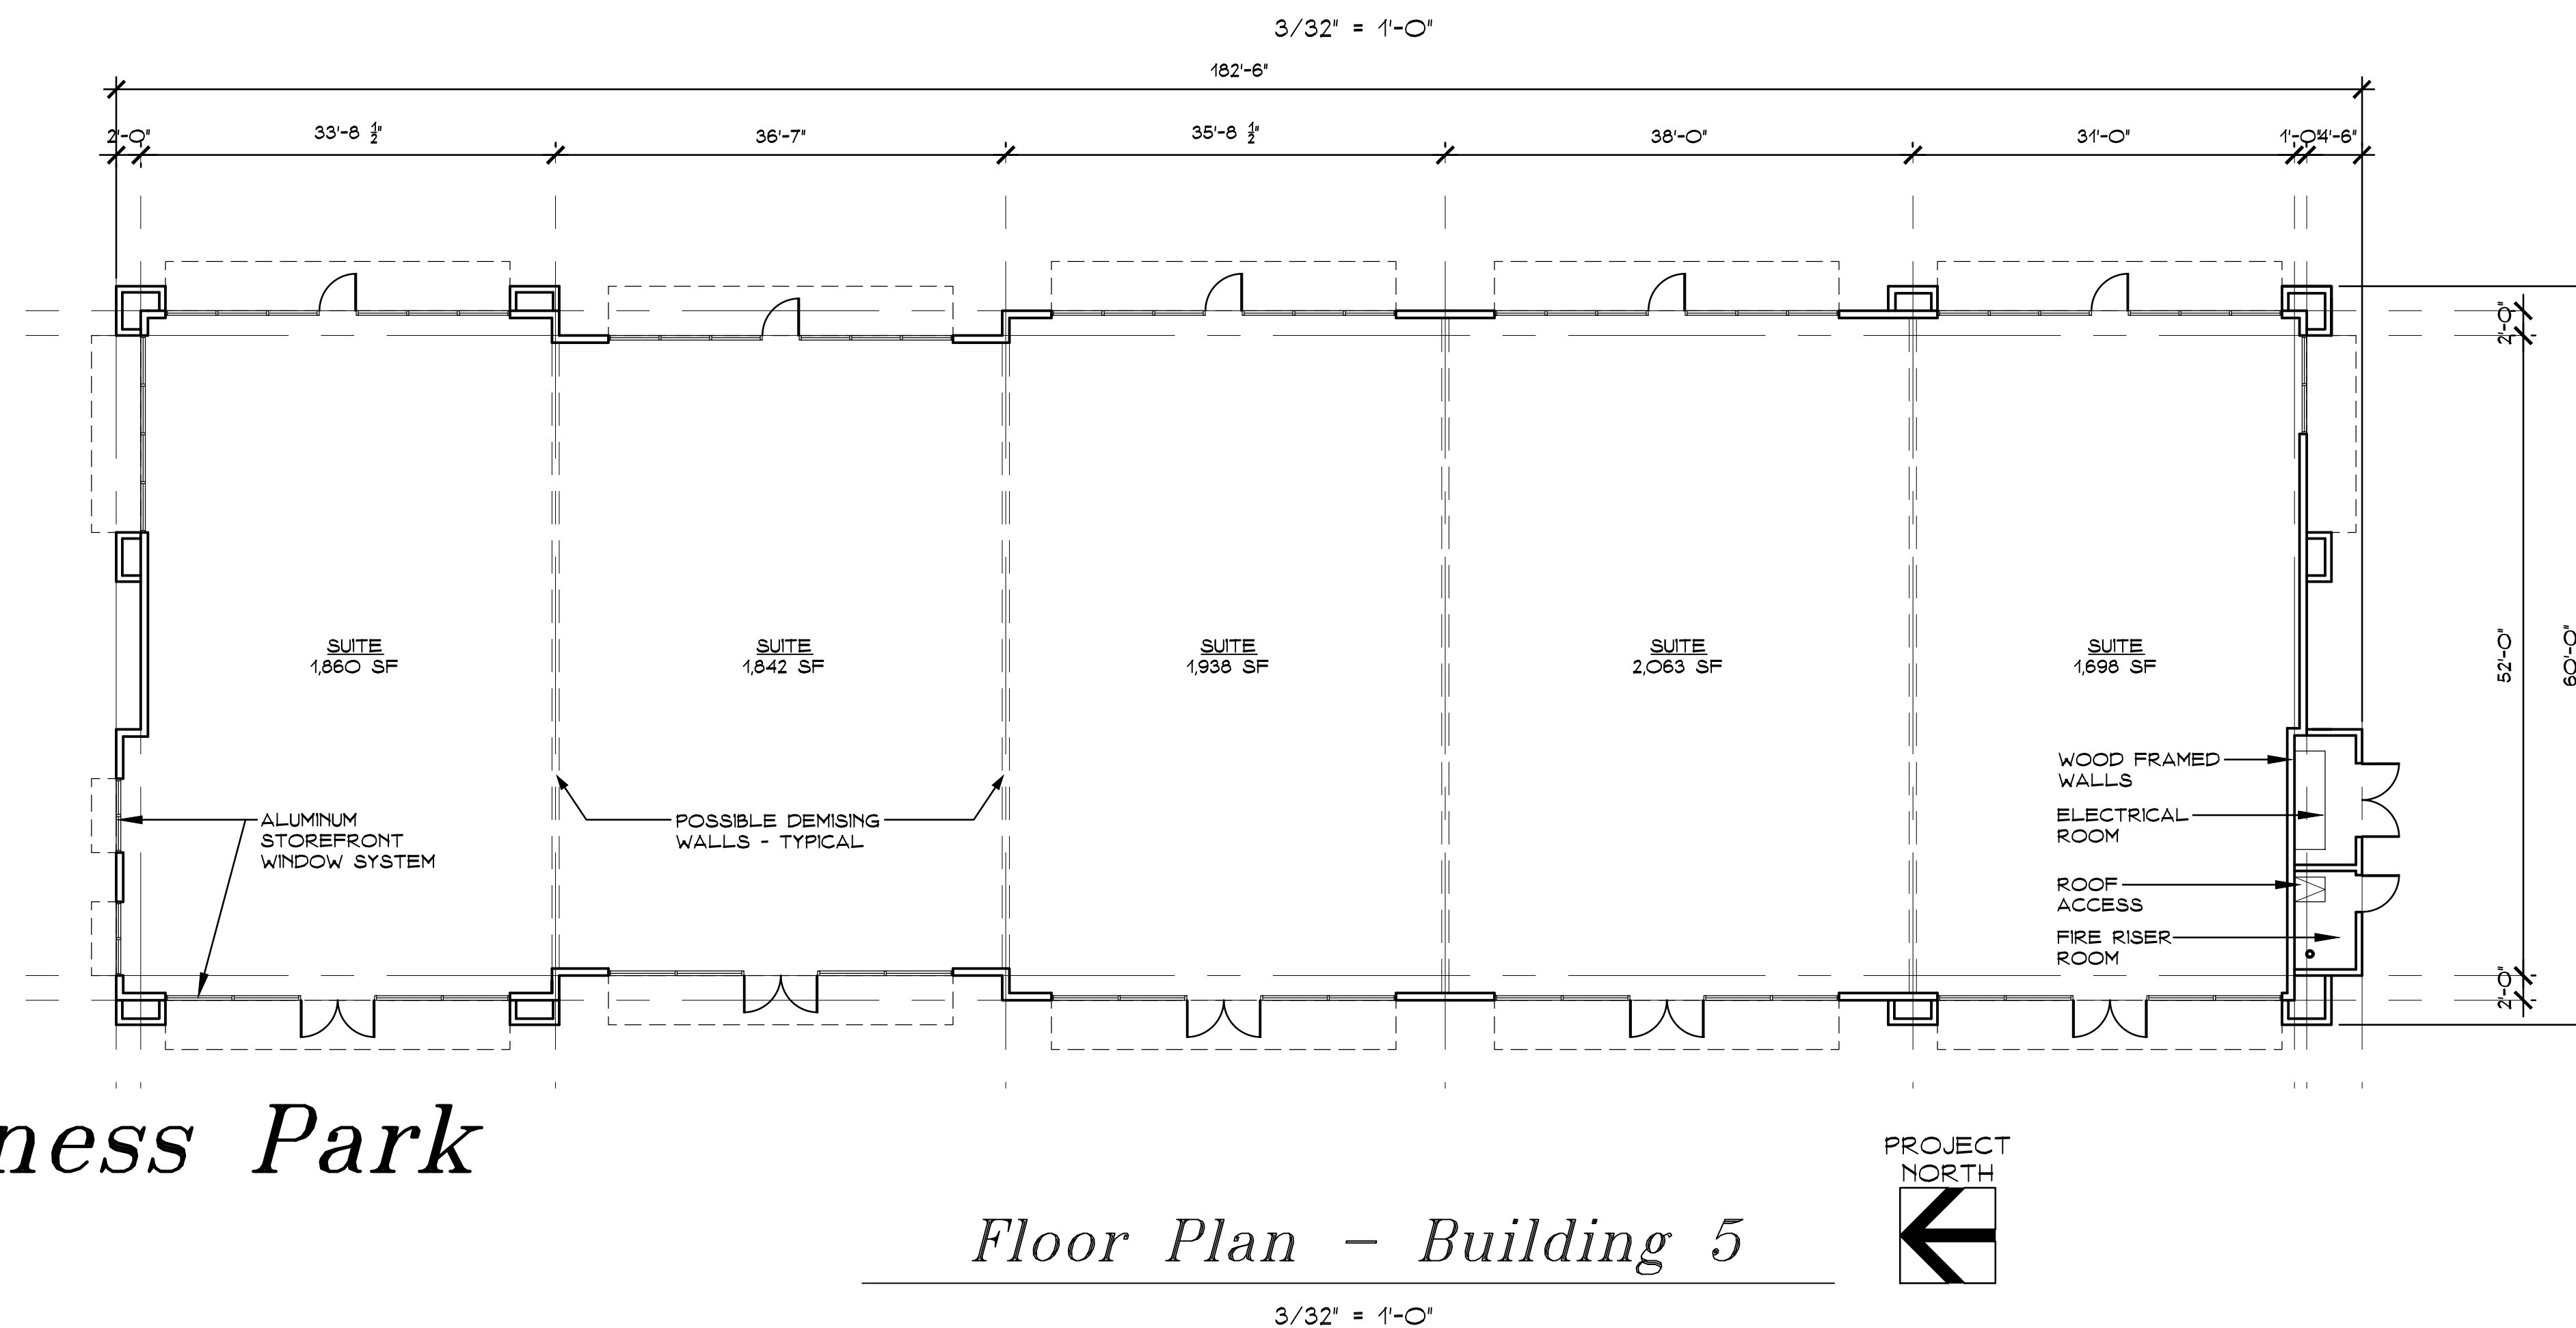 3/32" = 1'-0"
182'-6"
2'-0" 33'-8 1/2" 36'-7" 35'-8 1/2" 38'-0" 31'-0" 1'-0" 4'-6"
2'-0"
SUITE
1,860 SF
SUITE
1,842 SF
SUITE
1,938 SF
SUITE
2,063 SF
SUITE
1,698 SF
52'-0"
60'-0"
ALUMINUM
STOREFRONT
WINDOW SYSTEM
POSSIBLE DEMISING
WALLS - TYPICAL
WOOD FRAMED
WALLS
ELECTRICAL
ROOM
ROOF
ACCESS
FIRE RISER
ROOM
2'-0"
ness Park
PROJECT
NORTH
Floor Plan - Building 5
3/32" = 1'-0"